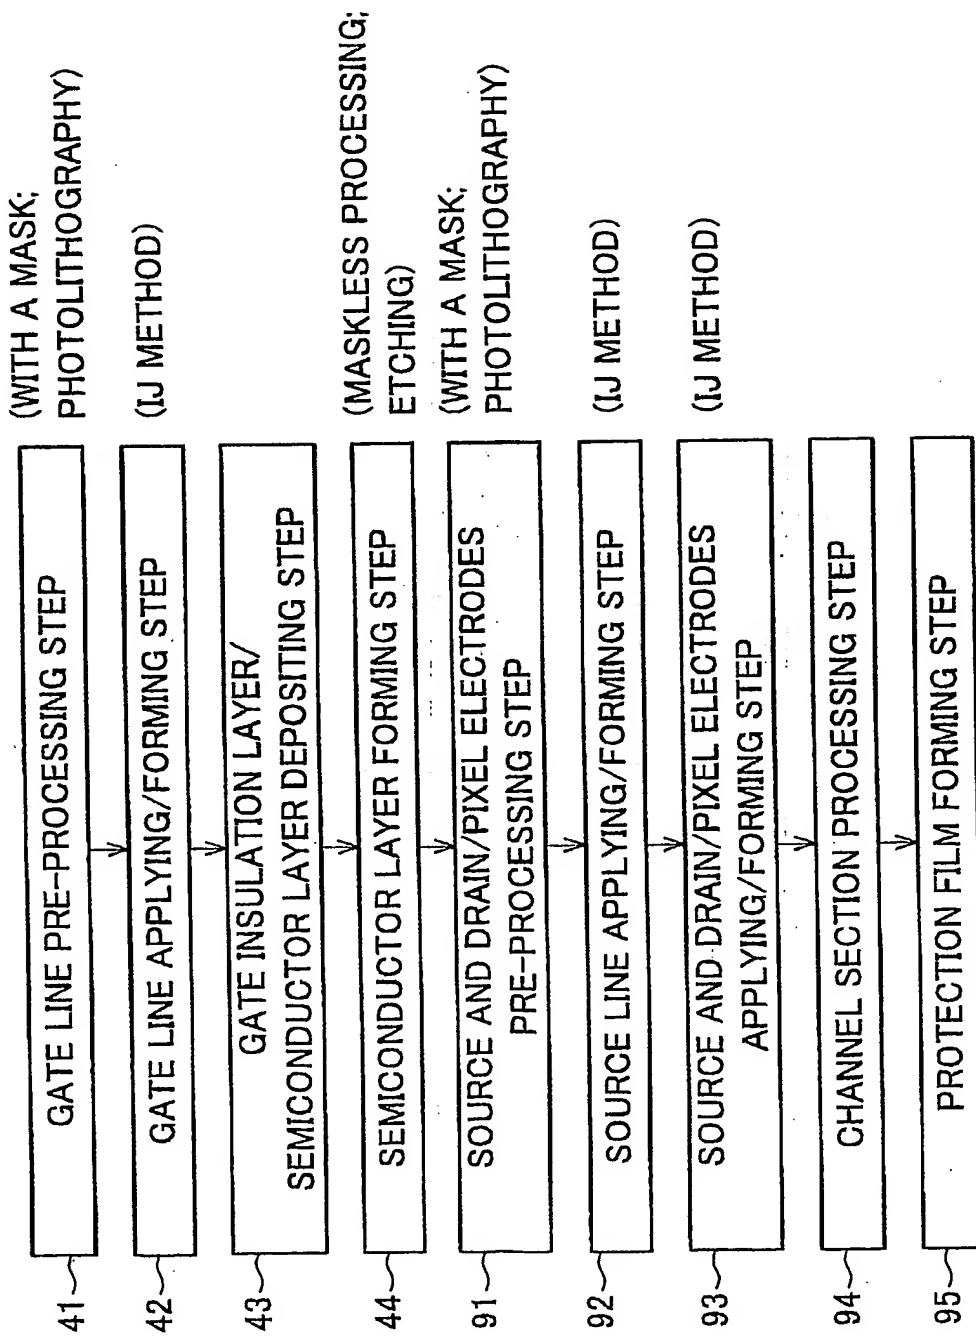 41
GATE LINE PRE-PROCESSING STEP
(WITH A MASK;
PHOTOLITHOGRAPHY)
42
GATE LINE APPLYING/FORMING STEP
(IJ METHOD)
43
GATE INSULATION LAYER/
SEMICONDUCTOR LAYER DEPOSITING STEP
44
SEMICONDUCTOR LAYER FORMING STEP
(MASKLESS PROCESSING;
ETCHING)
91
SOURCE AND DRAIN/PIXEL ELECTRODES
PRE-PROCESSING STEP
(WITH A MASK;
PHOTOLITHOGRAPHY)
92
SOURCE LINE APPLYING/FORMING STEP
(IJ METHOD)
93
SOURCE AND DRAIN/PIXEL ELECTRODES
APPLYING/FORMING STEP
(IJ METHOD)
94
CHANNEL SECTION PROCESSING STEP
95
PROTECTION FILM FORMING STEP